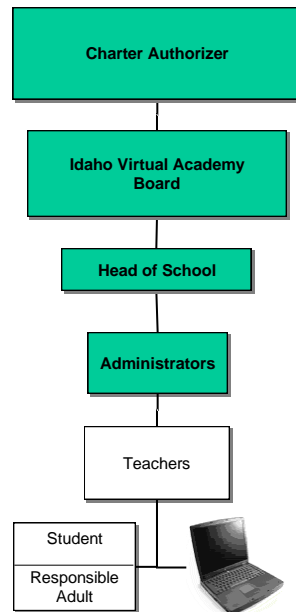 Charter Authorizer
Idaho Virtual Academy
Board
Head of School
Administrators
Teachers
Student
Responsible
Adult